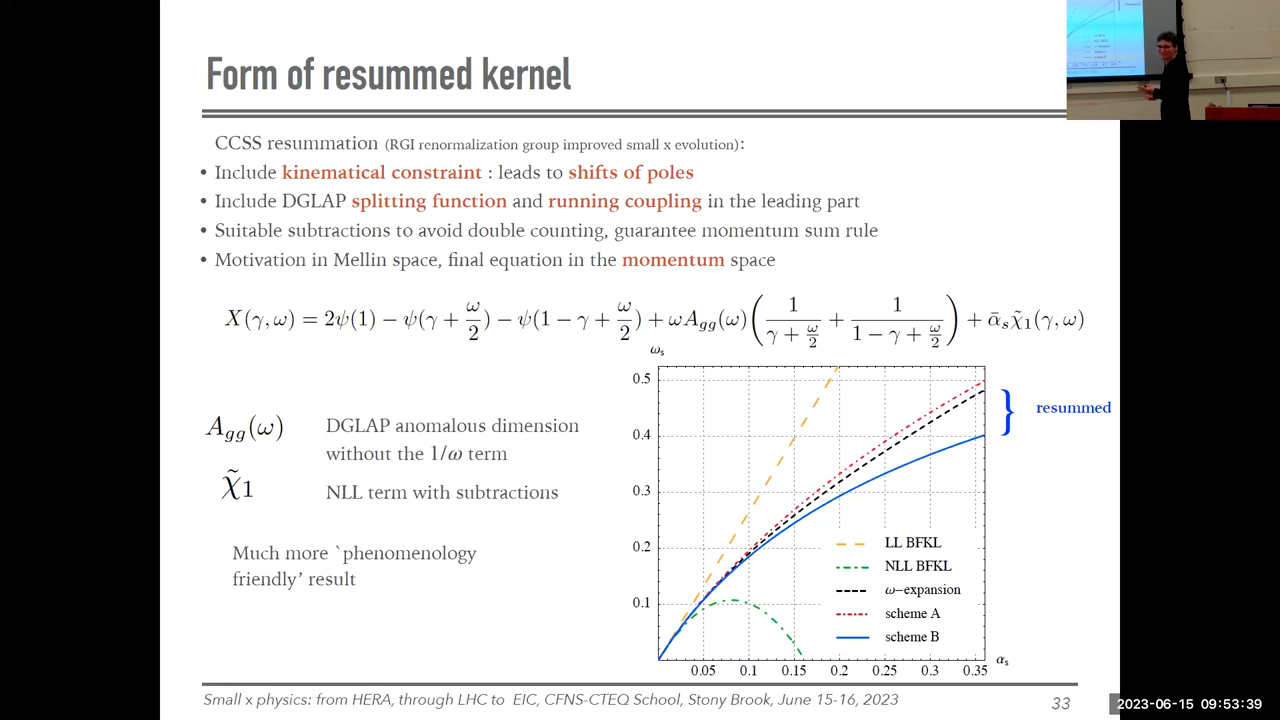 Form of resummed kernel
CCSS resummation (RGI renormalization group improved small x evolution):
• Include kinematical constraint : leads to shifts of poles
• Include DGLAP splitting function and running coupling in the leading part
• Suitable subtractions to avoid double counting, guarantee momentum sum rule
• Motivation in Mellin space, final equation in the momentum space
X(γ, ω) = 2ψ(1) − ψ(γ + ω/2) − ψ(1 − γ + ω/2) + ωA_gg(ω)(1/(γ + ω/2) + 1/(1 − γ + ω/2)) + ᾱ_s χ̃_1(γ, ω)
ω_s
0.5
0.4
0.3
0.2
0.1
0.05 0.1 0.15 0.2 0.25 0.3 0.35
α_s
LL BFKL
NLL BFKL
ω−expansion
scheme A
scheme B
} resummed
A_gg(ω) DGLAP anomalous dimension
without the 1/ω term
χ̃_1 NLL term with subtractions
Much more `phenomenology
friendly' result
Small x physics: from HERA, through LHC to EIC, CFNS-CTEQ School, Stony Brook, June 15-16, 2023
33
2023-06-15 09:53:39